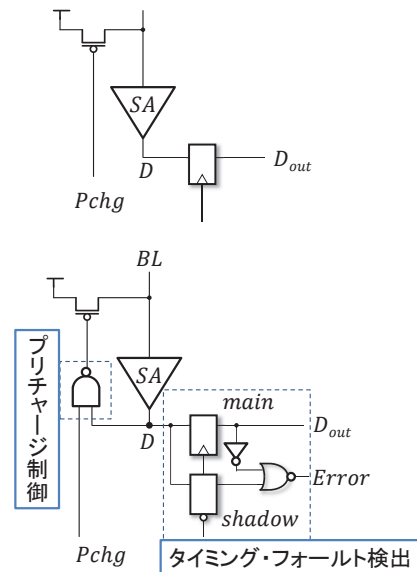 SA
D
D_out
Pchg
BL
プリチャージ制御
SA
main
D
D_out
Error
shadow
Pchg
タイミング・フォールト検出